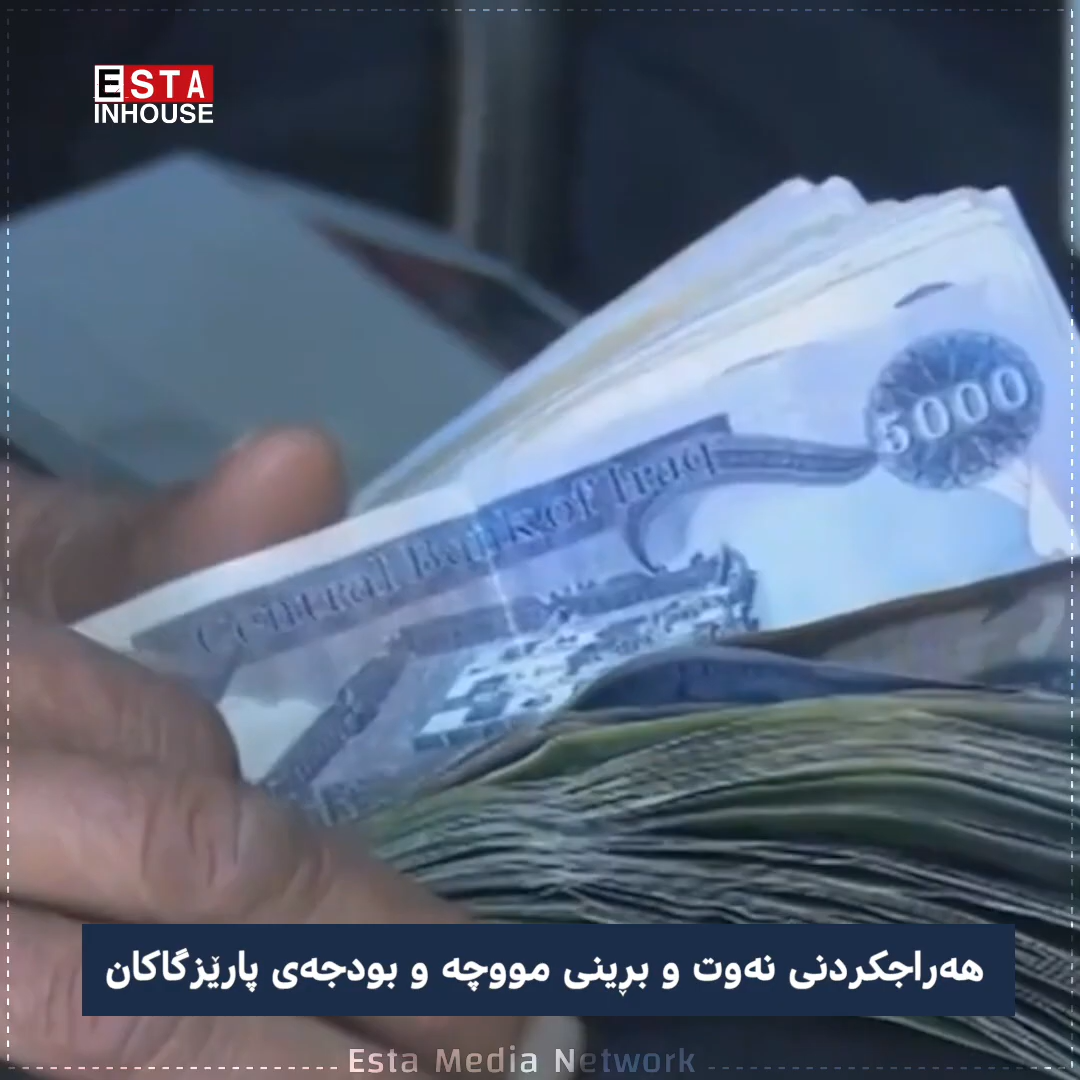 ESTA
INHOUSE
5000
Central Bank of Iraq
هەراجکردنی نەوت و بڕینی مووچە و بودجەی پارێزگاکان
Esta Media Network